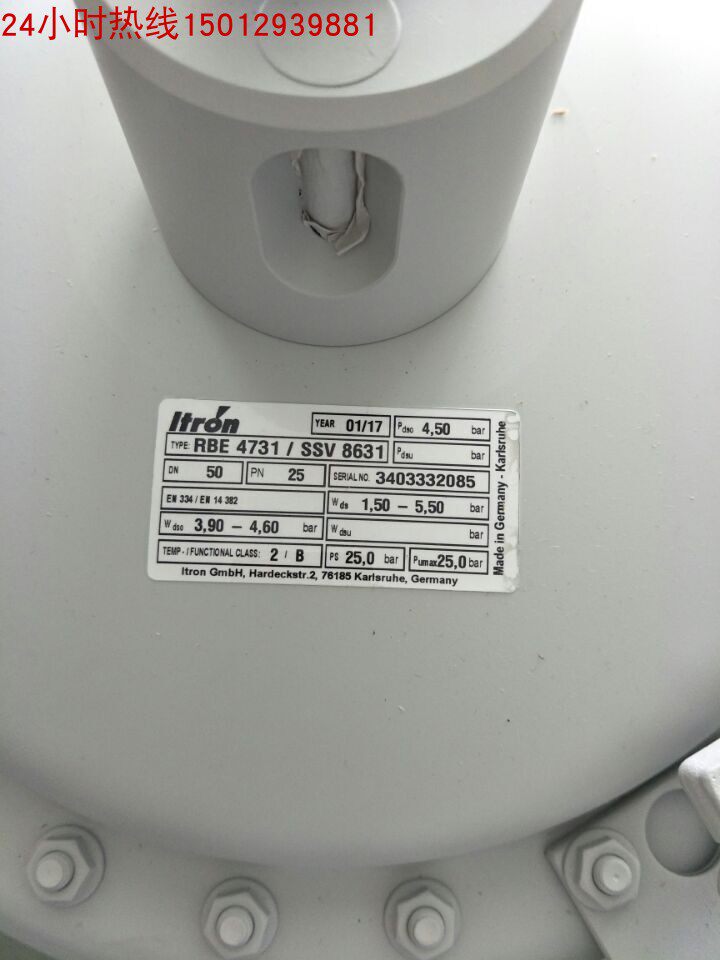 24小时热线15012939881
Itrón
YEAR 01/17
Pdso 4,50 bar
TYPE: RBE 4731 / SSV 8631
Pdsu bar
DN 50
PN 25
SERIAL NO. 3403332085
EN 334 / EN 14 382
Wds 1,50 – 5,50 bar
Wdso 3,90 – 4,60 bar
Wdsu bar
TEMP - / FUNCTIONAL CLASS: 2 / B
PS 25,0 bar
Pumax 25,0 bar
Itron GmbH, Hardeckstr.2, 76185 Karlsruhe, Germany
Made in Germany - Karlsruhe